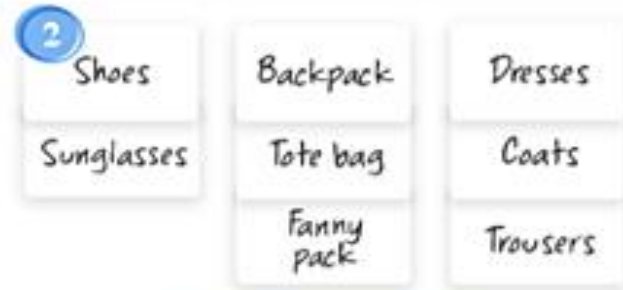 2
Shoes
Sunglasses
Backpack
Tote bag
Fanny
pack
Dresses
Coats
Trousers